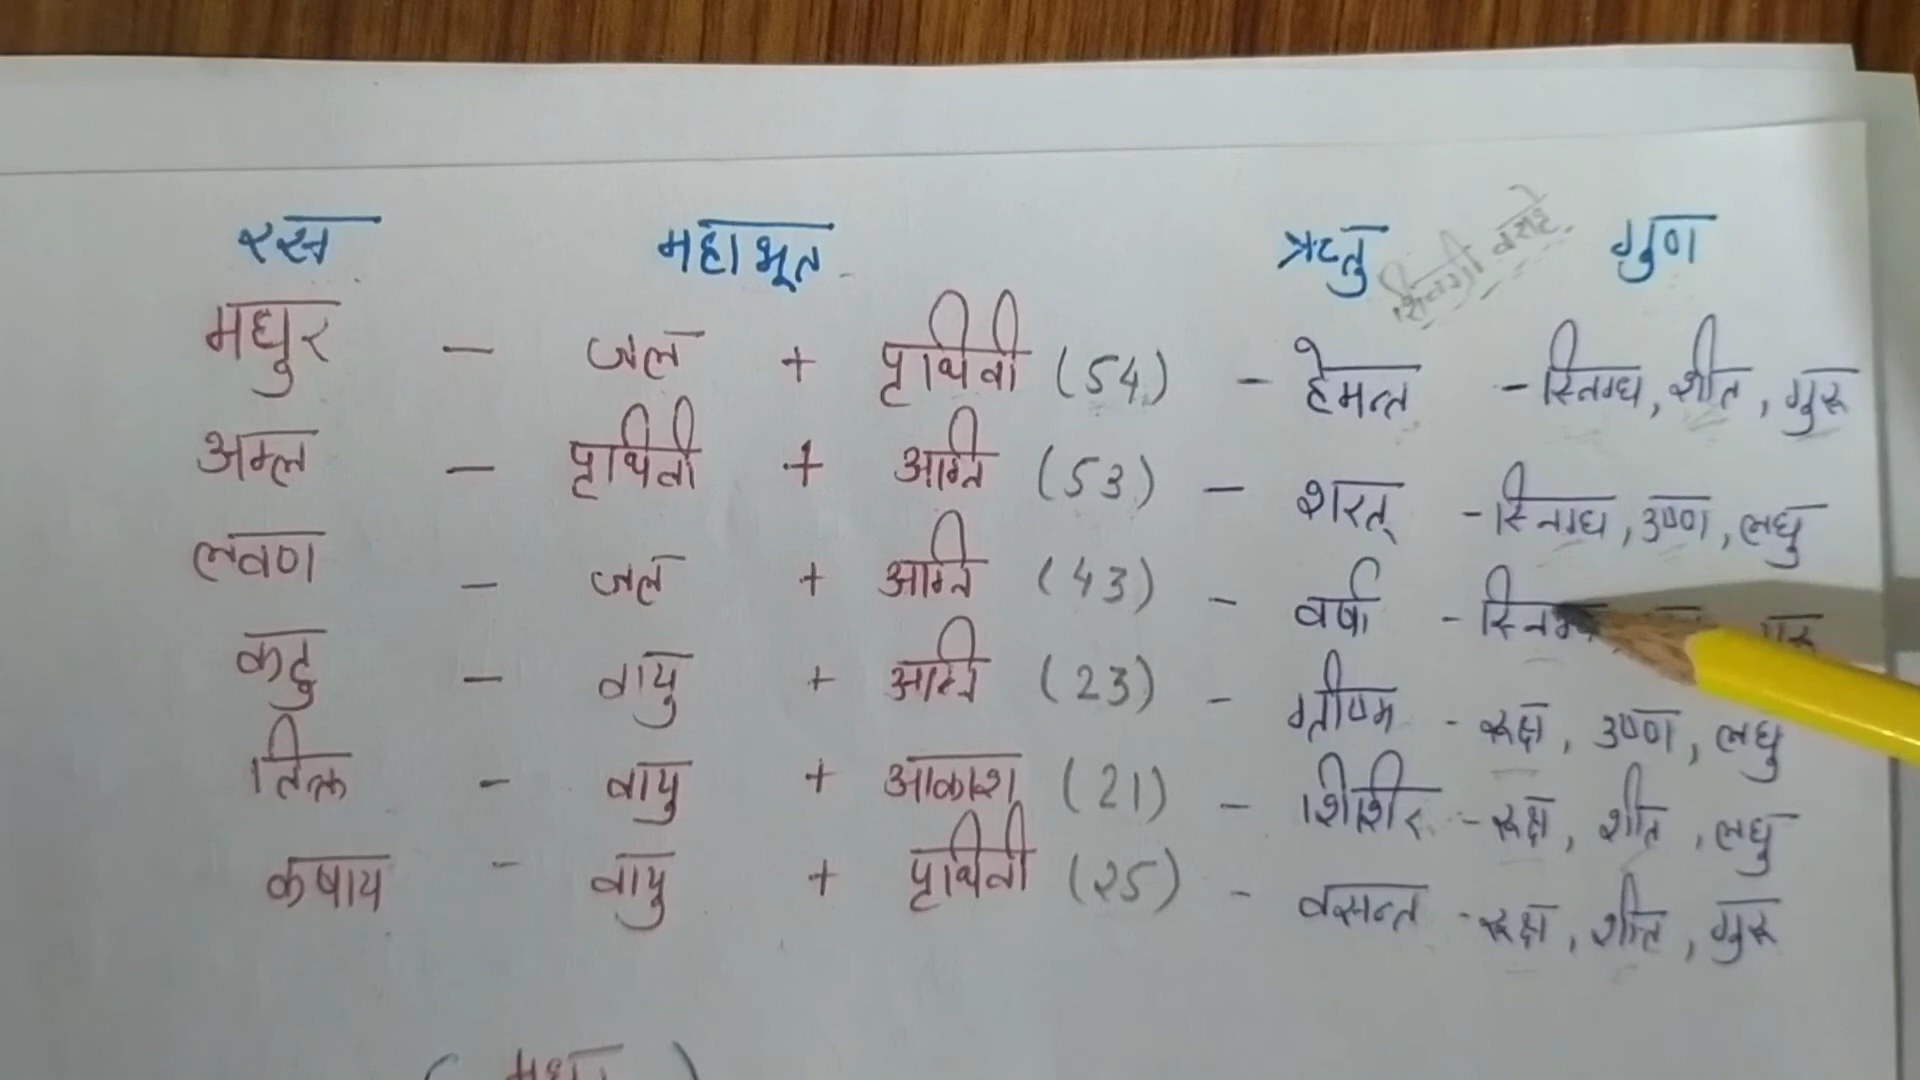 रस महाभूत ऋतु गुण
मधुर - जल + पृथिवी (54) - हेमन्त - स्निग्ध, शीत, गुरू
अम्ल - पृथिवी + अग्नि (53) - शरत् - स्निग्ध, उष्ण, लघु
लवण - जल + अग्नि (43) - वर्षा - स्निग्ध
कटु - वायु + अग्नि (23) - ग्रीष्म - रूक्ष, उष्ण, लघु
तिक्त - वायु + आकाश (21) - शिशिर - रूक्ष, शीत, लघु
कषाय - वायु + पृथिवी (25) - वसन्त - रूक्ष, शीत, गुरू